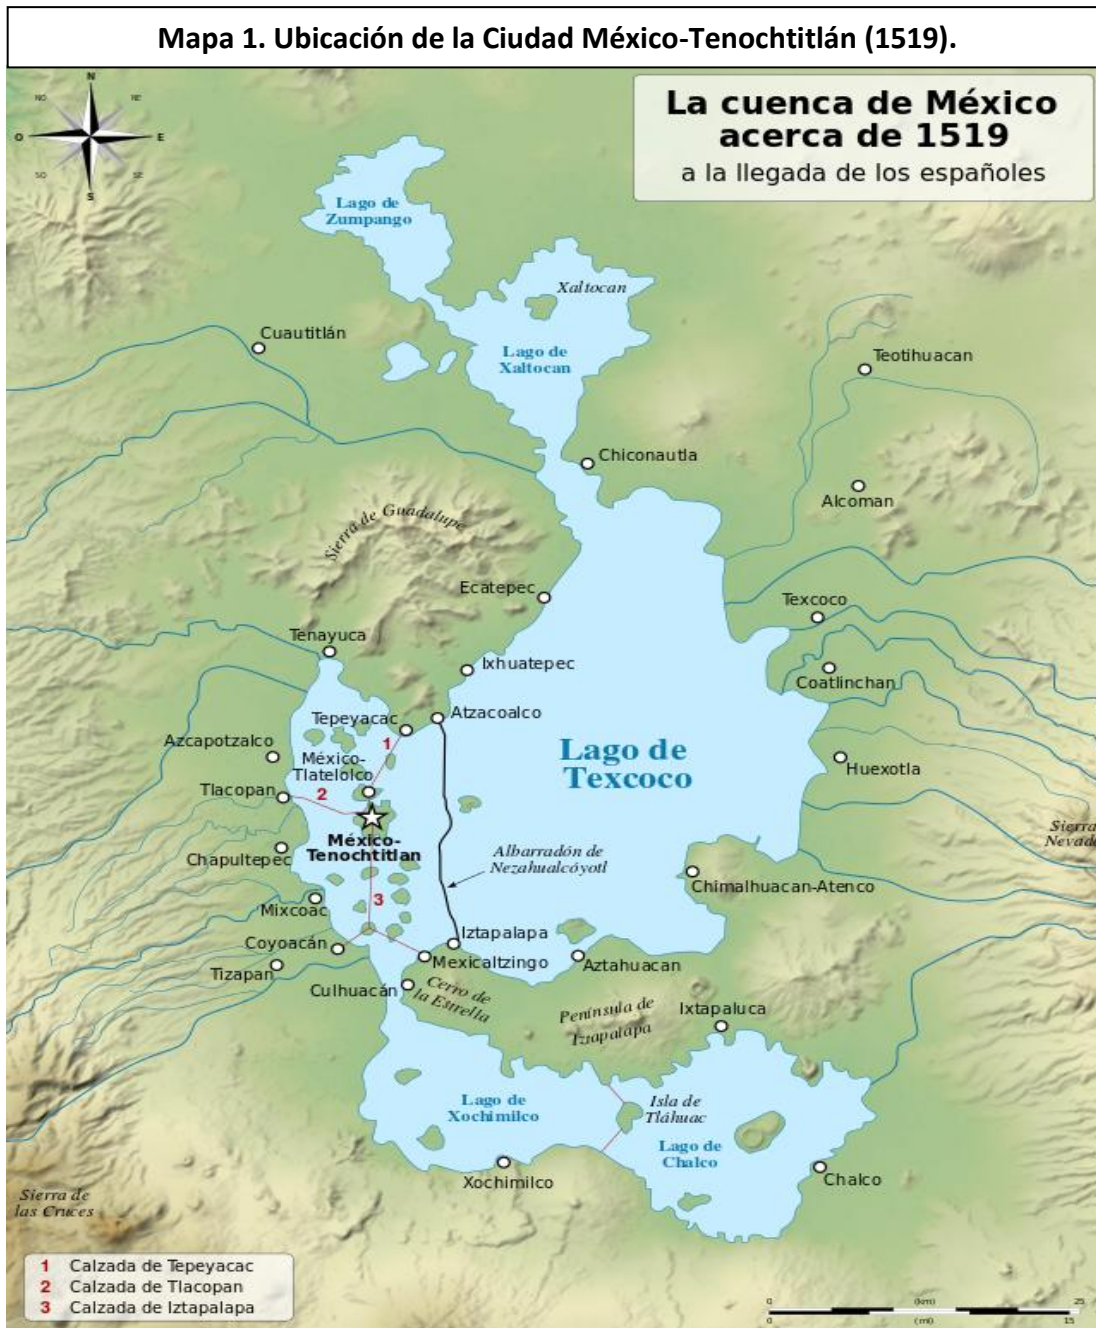 Mapa 1. Ubicación de la Ciudad México-Tenochtitlán (1519).
La cuenca de México
acerca de 1519
a la llegada de los españoles
N
NO
NE
O
E
SO
SE
S
Lago de
Zumpango
Xaltocan
Cuautitlán
Lago de
Xaltocan
Teotihuacan
Chiconautla
Alcoman
Sierra de Guadalupe
Ecatepec
Texcoco
Tenayuca
Ixhuatepec
Coatlinchan
Tepeyacac
Atzacoalco
1
Azcapotzalco
México-
Tlatelolco
Lago de
Texcoco
Huexotla
Tlacopan
2
México-
Tenochtitlan
Sierra
Nevada
Chapultepec
Albarradón de
Nezahualcóyotl
Chimalhuacan-Atenco
Mixcoac
3
Iztapalapa
Coyoacán
Mexicaltzingo
Aztahuacan
Tizapan
Culhuacán
Cerro de
la Estrella
Península de
Iztapalapa
Ixtapaluca
Lago de
Xochimilco
Isla de
Tláhuac
Lago de
Chalco
Xochimilco
Chalco
Sierra de
las Cruces
1 Calzada de Tepeyacac
2 Calzada de Tlacopan
3 Calzada de Iztapalapa
0 (km) 25
0 (mi) 15